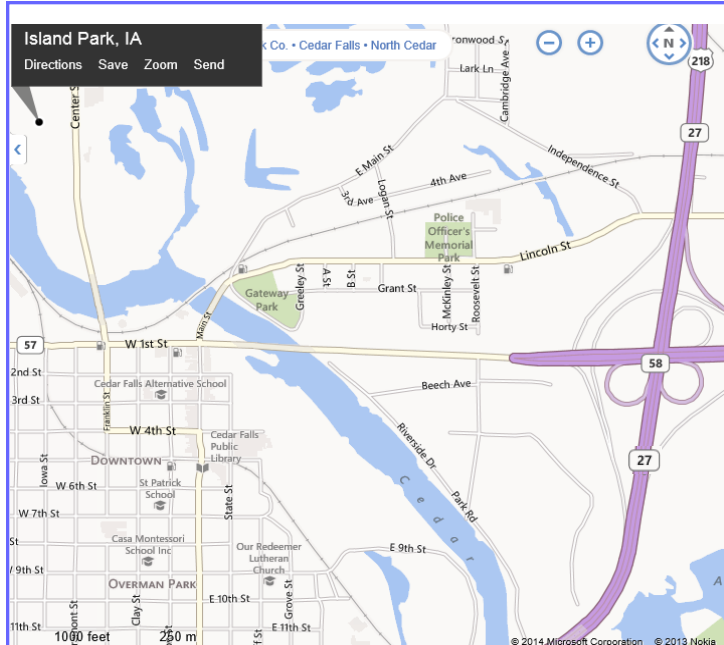 Island Park, IA
Directions Save Zoom Send
k Co. • Cedar Falls • North Cedar
ronwood S
Lark Ln
Cambridge Ave
N
218
27
Center S
E Main St
Independence St
4th Ave
3rd Ave
Logan St
Police
Officer's
Memorial
Park
Lincoln St
Gateway
Park
Greeley St
A St
B St
Grant St
McKinley St
Roosevelt St
Horty St
Main St
57
W 1st St
58
2nd St
Cedar Falls Alternative School
Beech Ave
3rd St
Franklin St
W 4th St
Cedar Falls
Public
Library
Riverside Dr
27
DOWNTOWN
Iowa St
W 6th St
St Patrick
School
State St
Cedar
Park Rd
W 7th St
Casa Montessori
School Inc
Our Redeemer
Lutheran
Church
E 9th St
St
/ 9th St
OVERMAN PARK
E 10th St
Clay St
Grove St
A
11th St
mont St
E 11th St
ff St
1000 feet 250 m
© 2014 Microsoft Corporation © 2013 Nokia